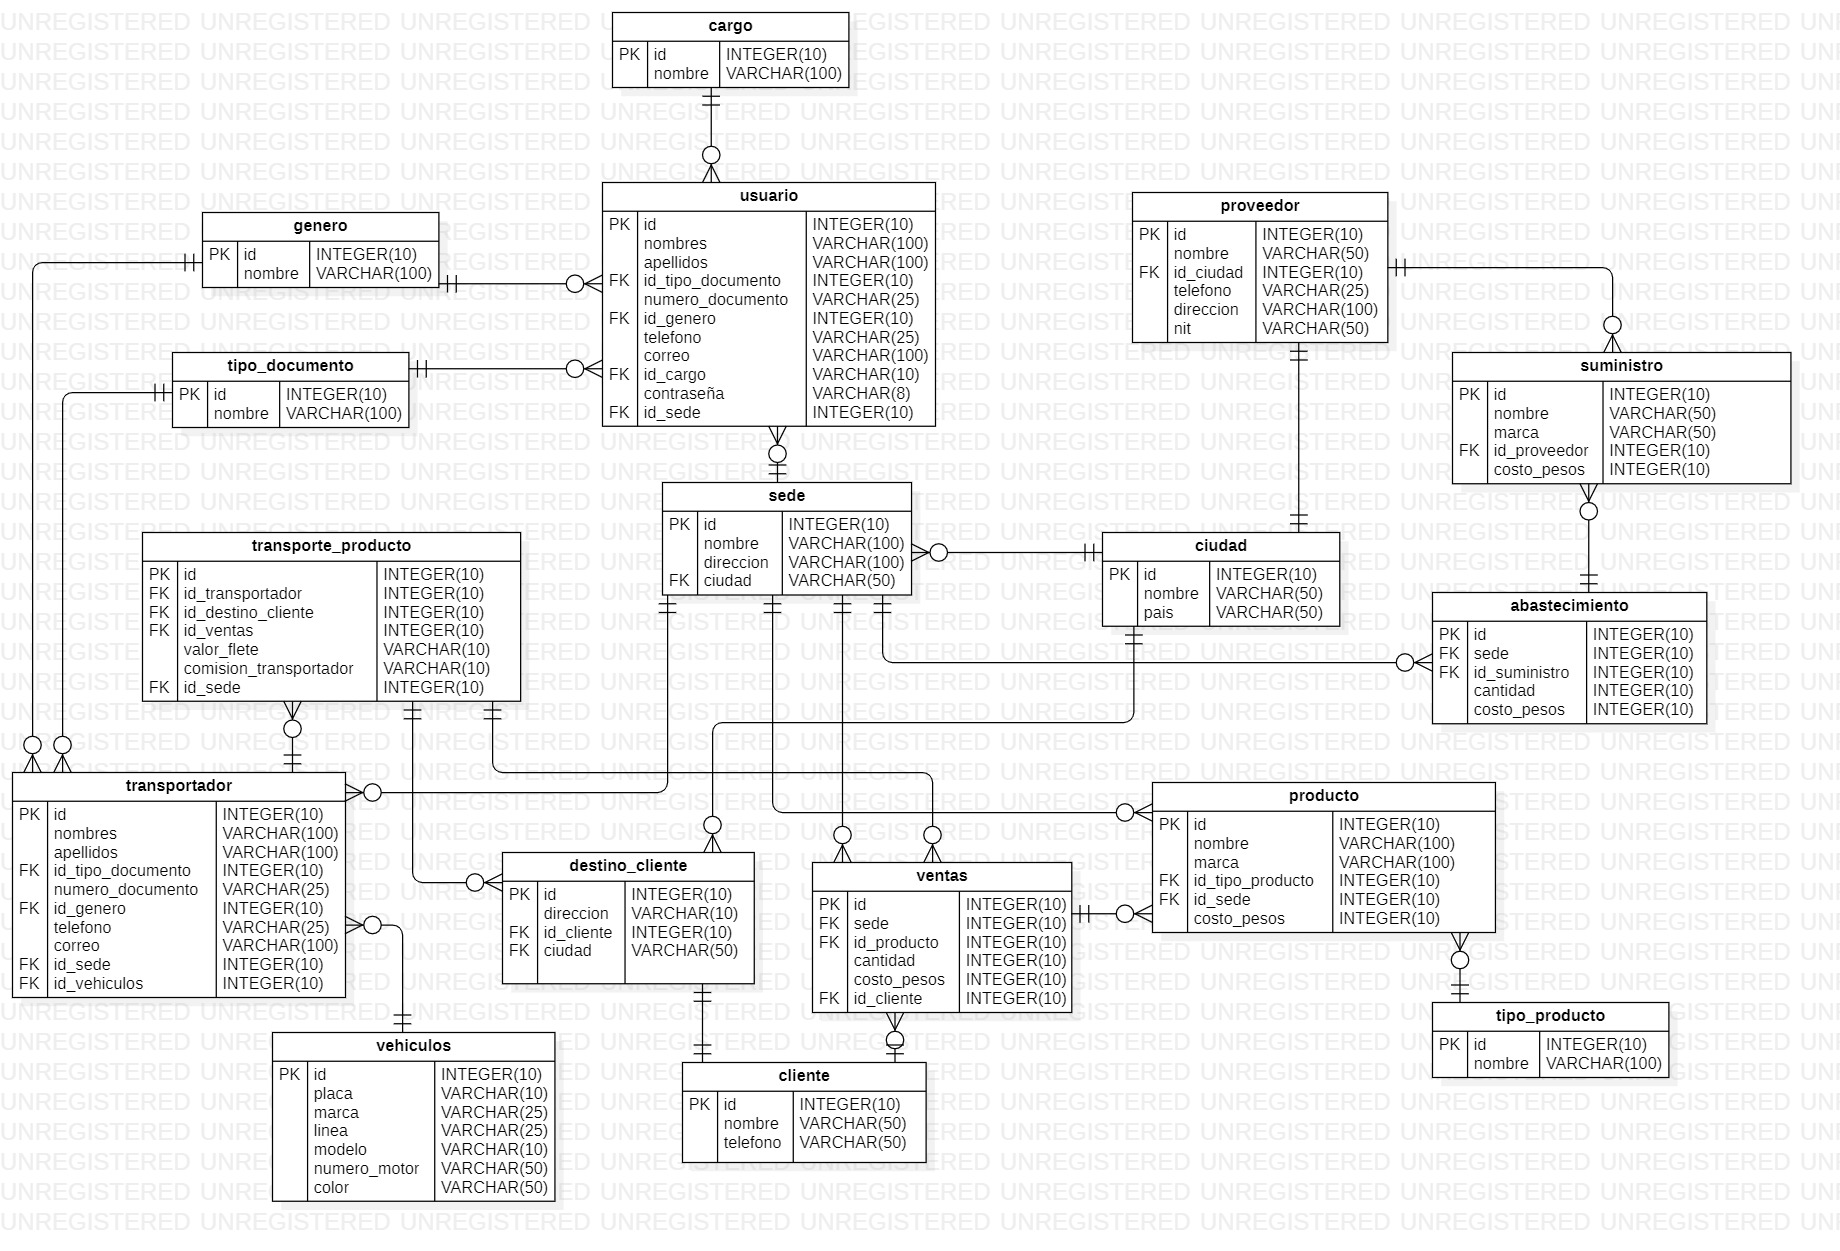 cargo
PK id INTEGER(10)
nombre VARCHAR(100)
usuario
PK id INTEGER(10)
nombres VARCHAR(100)
apellidos VARCHAR(100)
FK id_tipo_documento INTEGER(10)
numero_documento VARCHAR(25)
FK id_genero INTEGER(10)
telefono VARCHAR(25)
correo VARCHAR(100)
FK id_cargo VARCHAR(10)
contraseña VARCHAR(8)
FK id_sede INTEGER(10)
proveedor
PK id INTEGER(10)
nombre VARCHAR(50)
FK id_ciudad INTEGER(10)
telefono VARCHAR(25)
direccion VARCHAR(100)
nit VARCHAR(50)
genero
PK id INTEGER(10)
nombre VARCHAR(100)
tipo_documento
PK id INTEGER(10)
nombre VARCHAR(100)
suministro
PK id INTEGER(10)
nombre VARCHAR(50)
marca VARCHAR(50)
FK id_proveedor INTEGER(10)
costo_pesos INTEGER(10)
sede
PK id INTEGER(10)
nombre VARCHAR(100)
direccion VARCHAR(100)
FK ciudad VARCHAR(50)
transporte_producto
PK id INTEGER(10)
FK id_transportador INTEGER(10)
FK id_destino_cliente INTEGER(10)
FK id_ventas INTEGER(10)
valor_flete VARCHAR(10)
comision_transportador VARCHAR(10)
FK id_sede INTEGER(10)
ciudad
PK id INTEGER(10)
nombre VARCHAR(50)
pais VARCHAR(50)
abastecimiento
PK id INTEGER(10)
FK sede INTEGER(10)
FK id_suministro INTEGER(10)
cantidad INTEGER(10)
costo_pesos INTEGER(10)
transportador
PK id INTEGER(10)
nombres VARCHAR(100)
apellidos VARCHAR(100)
FK id_tipo_documento INTEGER(10)
numero_documento VARCHAR(25)
FK id_genero INTEGER(10)
telefono VARCHAR(25)
correo VARCHAR(100)
FK id_sede INTEGER(10)
FK id_vehiculos INTEGER(10)
producto
PK id INTEGER(10)
nombre VARCHAR(100)
marca VARCHAR(100)
FK id_tipo_producto INTEGER(10)
FK id_sede INTEGER(10)
costo_pesos INTEGER(10)
destino_cliente
PK id INTEGER(10)
direccion VARCHAR(10)
FK id_cliente INTEGER(10)
FK ciudad VARCHAR(50)
ventas
PK id INTEGER(10)
FK sede INTEGER(10)
FK id_producto INTEGER(10)
cantidad INTEGER(10)
costo_pesos INTEGER(10)
FK id_cliente INTEGER(10)
tipo_producto
PK id INTEGER(10)
nombre VARCHAR(100)
vehiculos
PK id INTEGER(10)
placa VARCHAR(10)
marca VARCHAR(25)
linea VARCHAR(25)
modelo VARCHAR(10)
numero_motor VARCHAR(50)
color VARCHAR(50)
cliente
PK id INTEGER(10)
nombre VARCHAR(50)
telefono VARCHAR(50)
UNREGISTERED